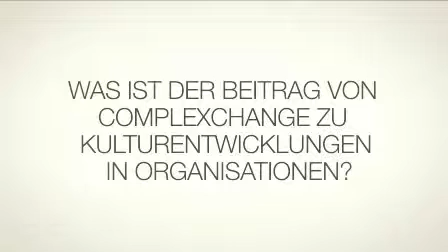 WAS IST DER BEITRAG VON
COMPLEXCHANGE ZU
KULTURENTWICKLUNGEN
IN ORGANISATIONEN?